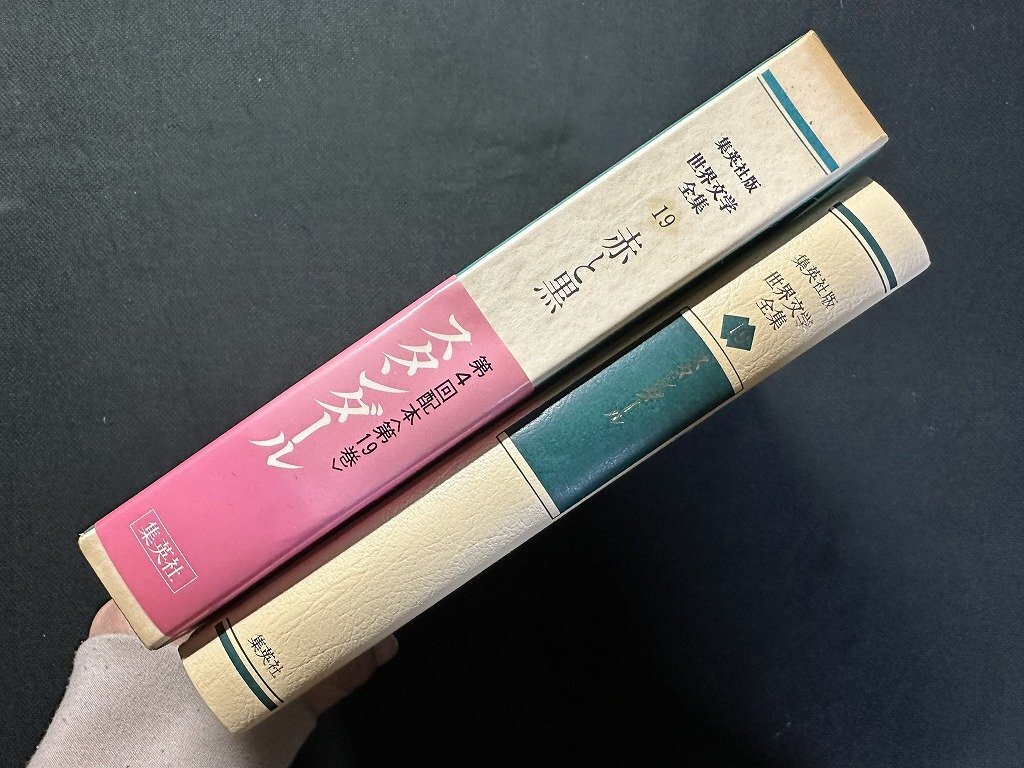 集英社版
世界文学
全集
19
赤と黒
スタンダール
第4回配本〈第19巻〉
集英社
集英社版
世界文学
全集
19
スタンダール
集英社